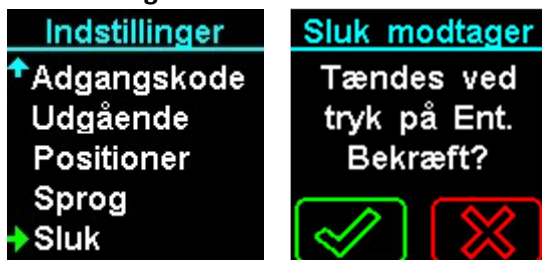 Indstillinger
Adgangskode
Udgående
Positioner
Sprog
Sluk
Sluk modtager
Tændes ved
tryk på Ent.
Bekræft?